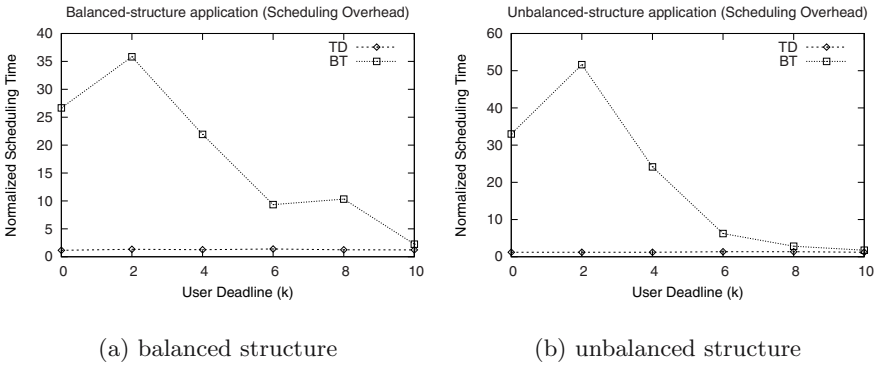 Balanced-structure application (Scheduling Overhead)
Normalized Scheduling Time
40
35
30
25
20
15
10
5
0
TD
BT
0 2 4 6 8 10
User Deadline (k)
(a) balanced structure
Unbalanced-structure application (Scheduling Overhead)
Normalized Scheduling Time
60
50
40
30
20
10
0
TD
BT
0 2 4 6 8 10
User Deadline (k)
(b) unbalanced structure